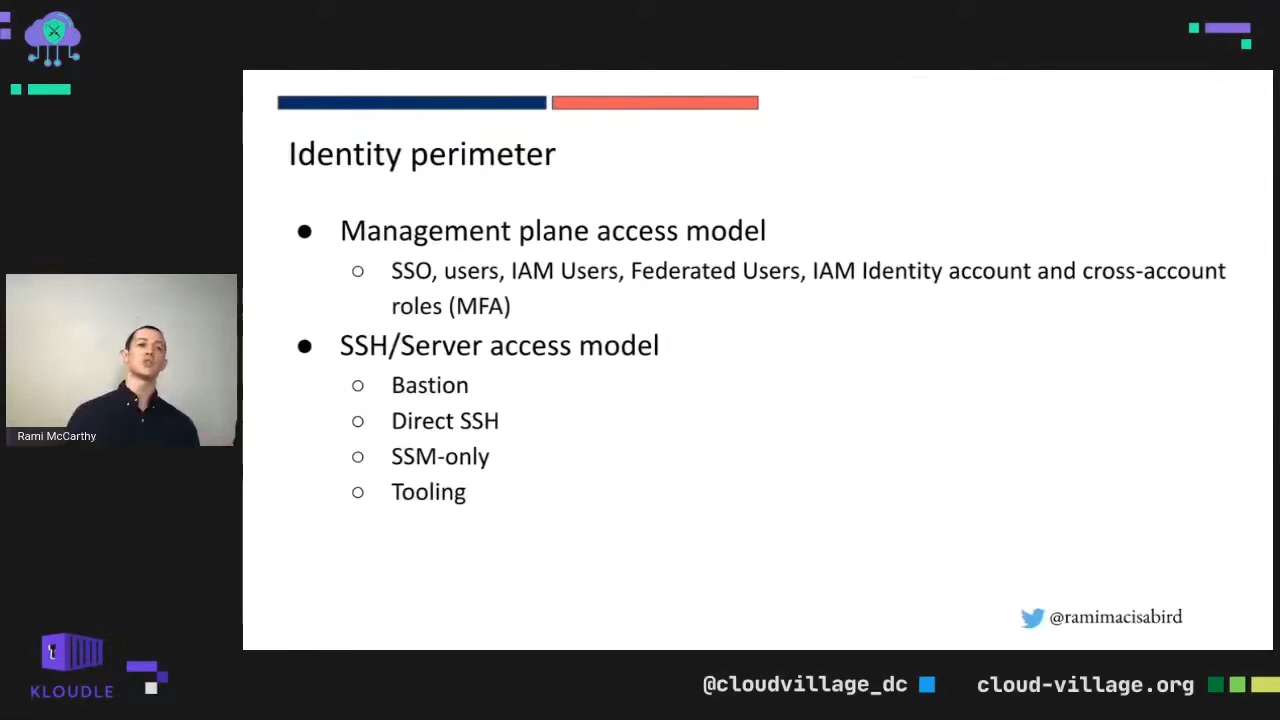 Identity perimeter
● Management plane access model
○ SSO, users, IAM Users, Federated Users, IAM Identity account and cross-account
roles (MFA)
● SSH/Server access model
○ Bastion
○ Direct SSH
○ SSM-only
○ Tooling
Rami McCarthy
@ramimacisabird
KLOUDLE
@cloudvillage_dc
cloud-village.org